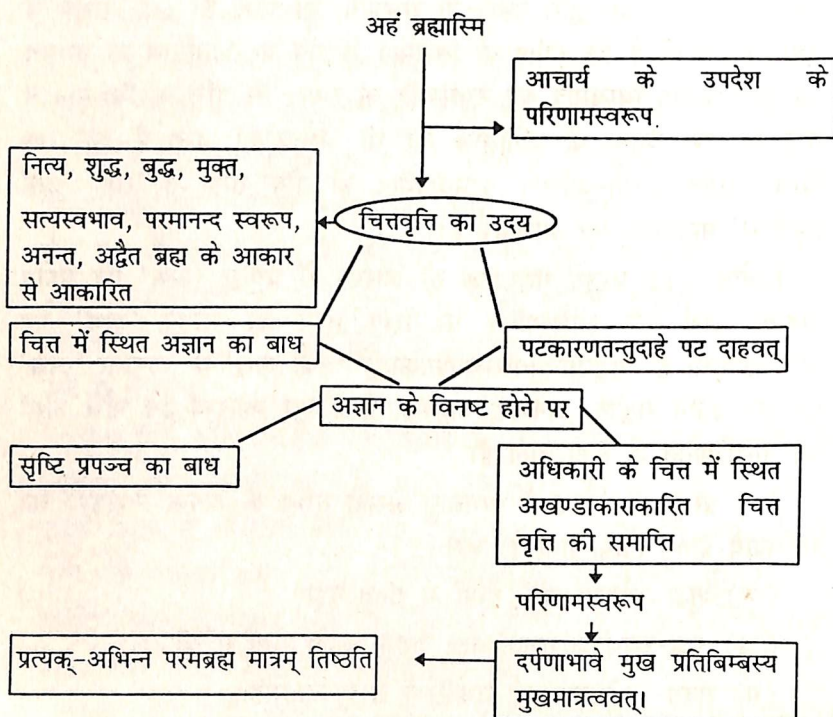 अहं ब्रह्मास्मि
आचार्य के उपदेश के
परिणामस्वरूप.
नित्य, शुद्ध, बुद्ध, मुक्त,
सत्यस्वभाव, परमानन्द स्वरूप,
अनन्त, अद्वैत ब्रह्म के आकार
से आकारित
चित्तवृत्ति का उदय
चित्त में स्थित अज्ञान का बाध
पटकारणतन्तुदाहे पट दाहवत्
अज्ञान के विनष्ट होने पर
सृष्टि प्रपञ्च का बाध
अधिकारी के चित्त में स्थित
अखण्डाकाराकारित चित्त
वृत्ति की समाप्ति
परिणामस्वरूप
प्रत्यक्-अभिन्न परमब्रह्म मात्रम् तिष्ठति
दर्पणाभावे मुख प्रतिबिम्बस्य
मुखमात्रत्ववत्।